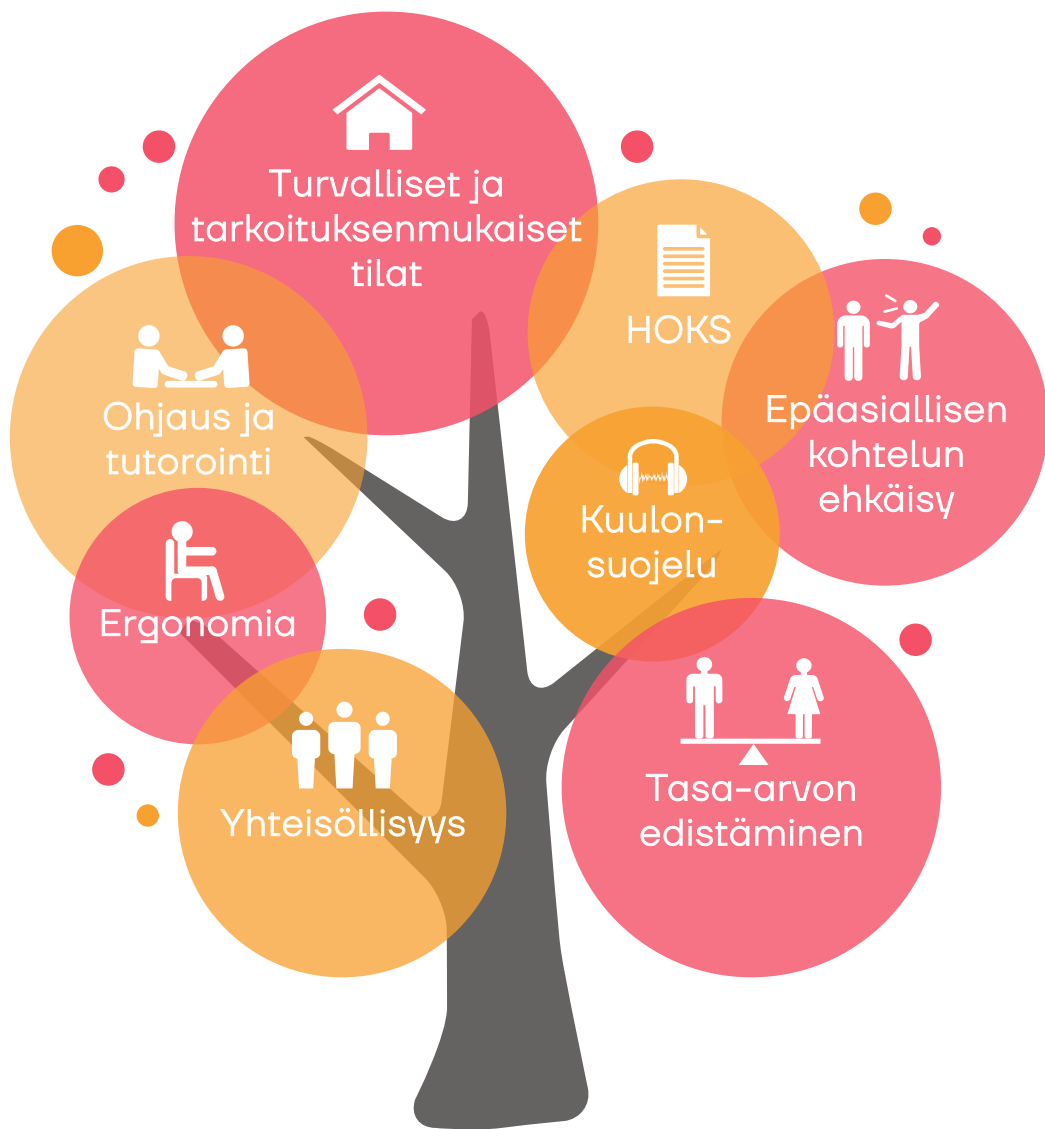 Turvalliset ja
tarkoituksenmukaiset
tilat
HOKS
Epäasiallisen
kohtelun
ehkäisy
Ohjaus ja
tutorointi
Kuulon-
suojelu
Ergonomia
Yhteisöllisyys
Tasa-arvon
edistäminen